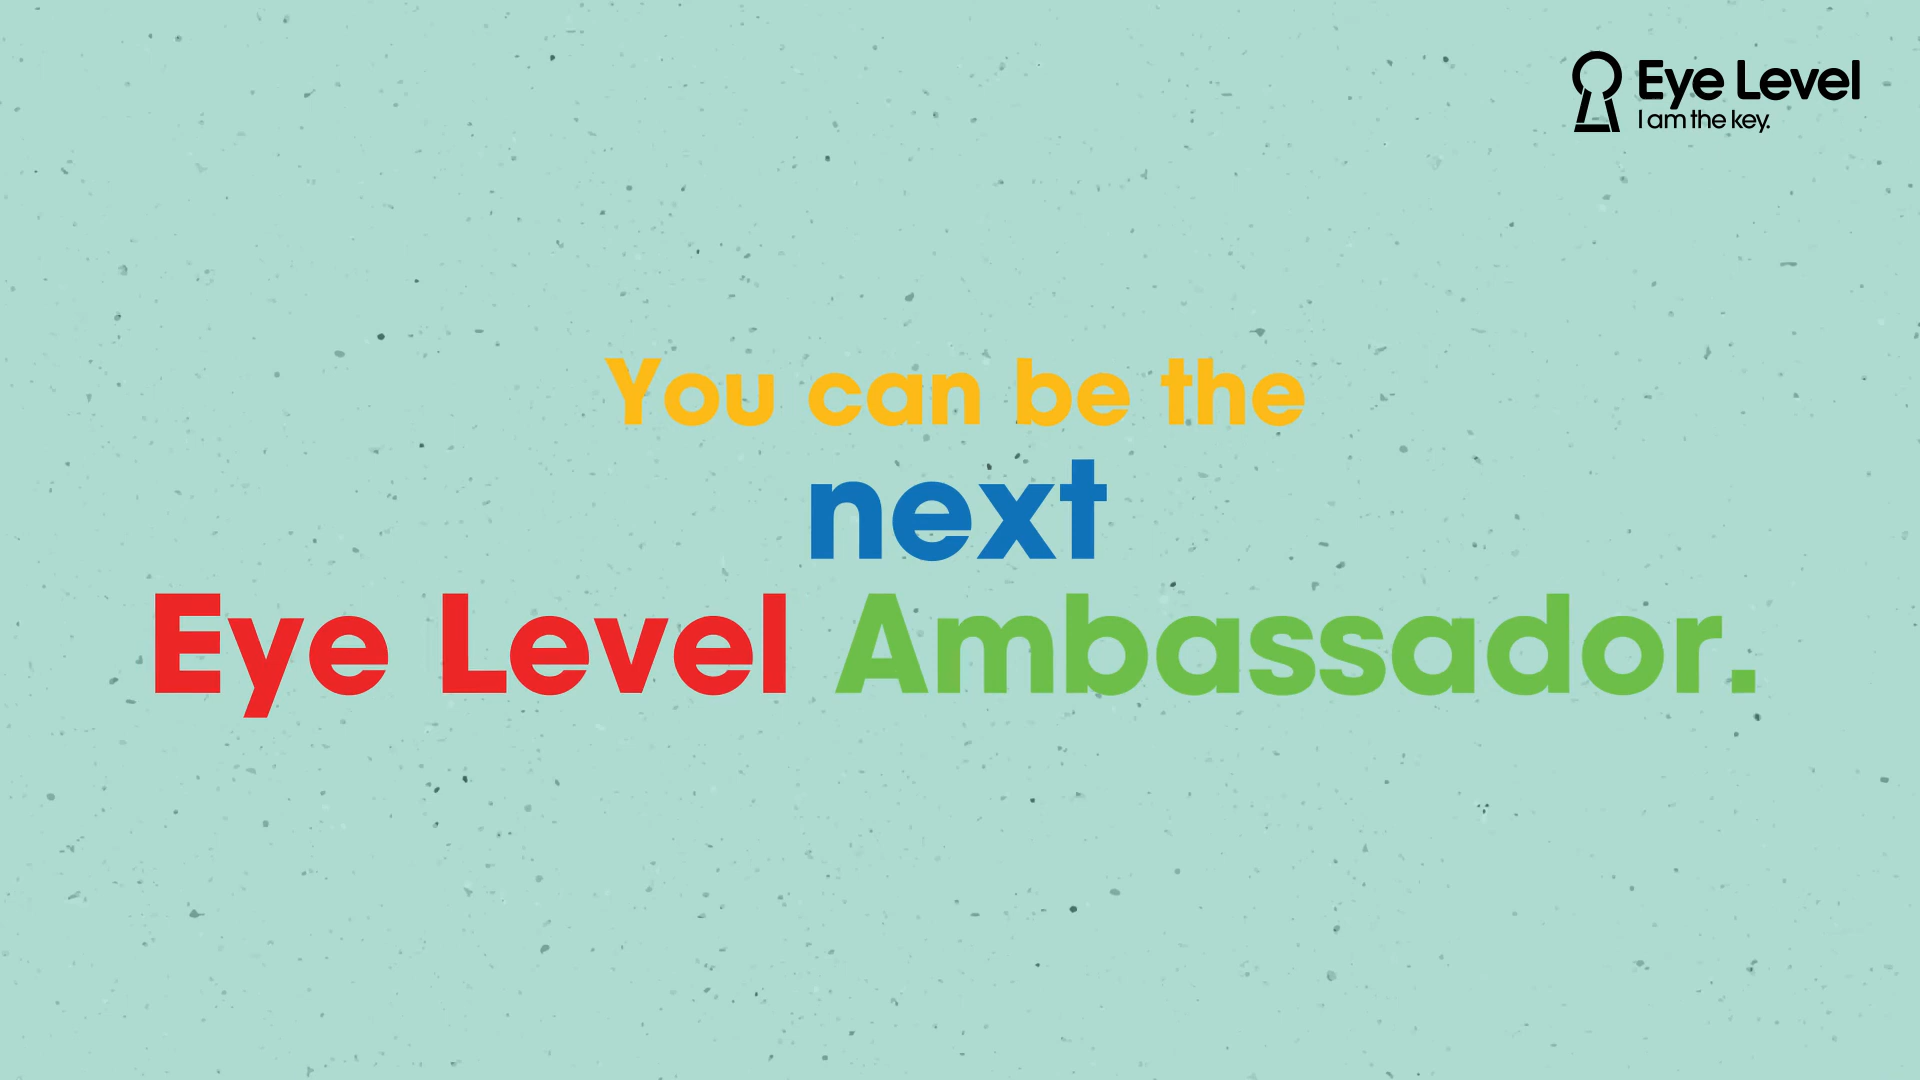 Eye Level
I am the key.
You can be the
next
Eye Level Ambassador.